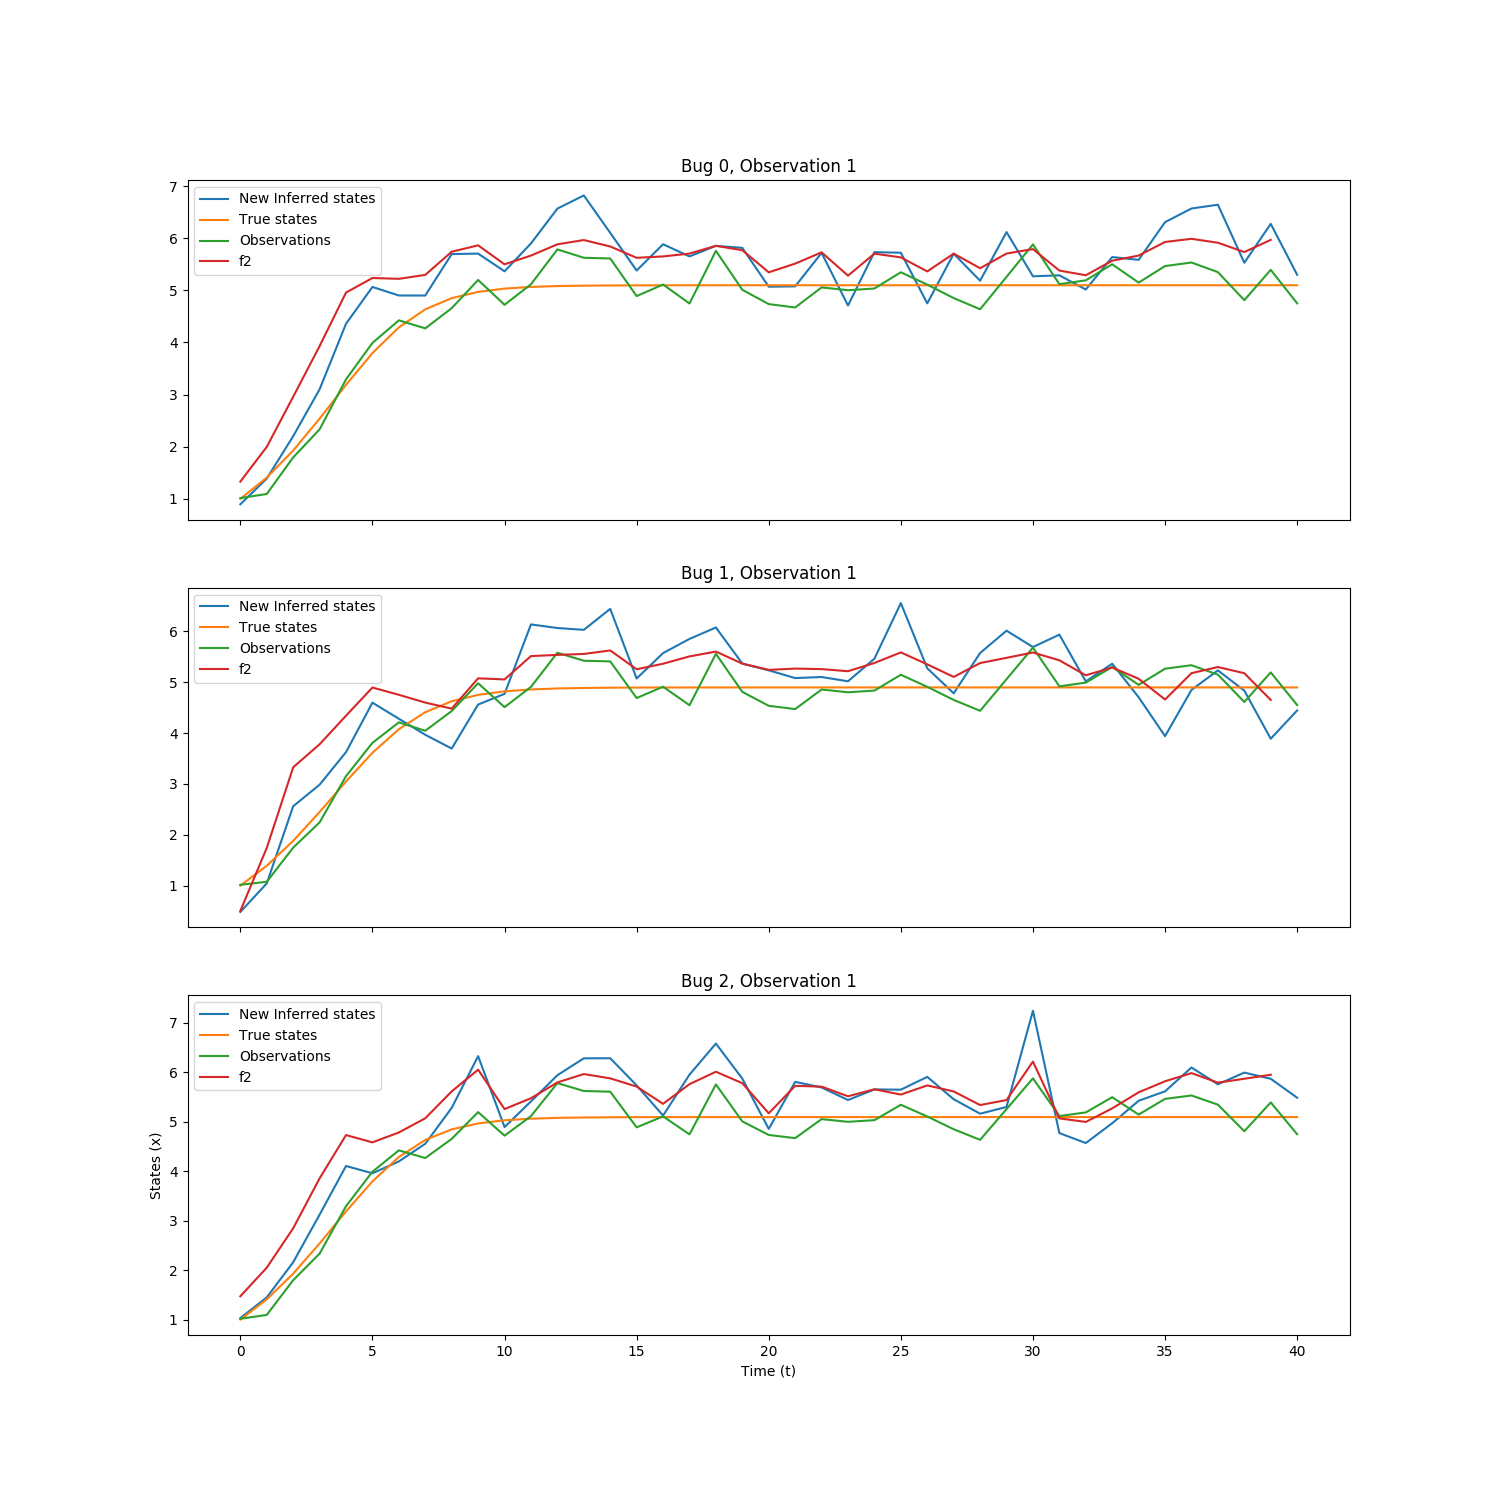 Bug 0, Observation 1
7
6
5
4
3
2
1
New Inferred states
True states
Observations
f2
Bug 1, Observation 1
6
5
4
3
2
1
New Inferred states
True states
Observations
f2
Bug 2, Observation 1
7
6
5
4
3
2
1
New Inferred states
True states
Observations
f2
States (x)
0 5 10 15 20 25 30 35 40
Time (t)